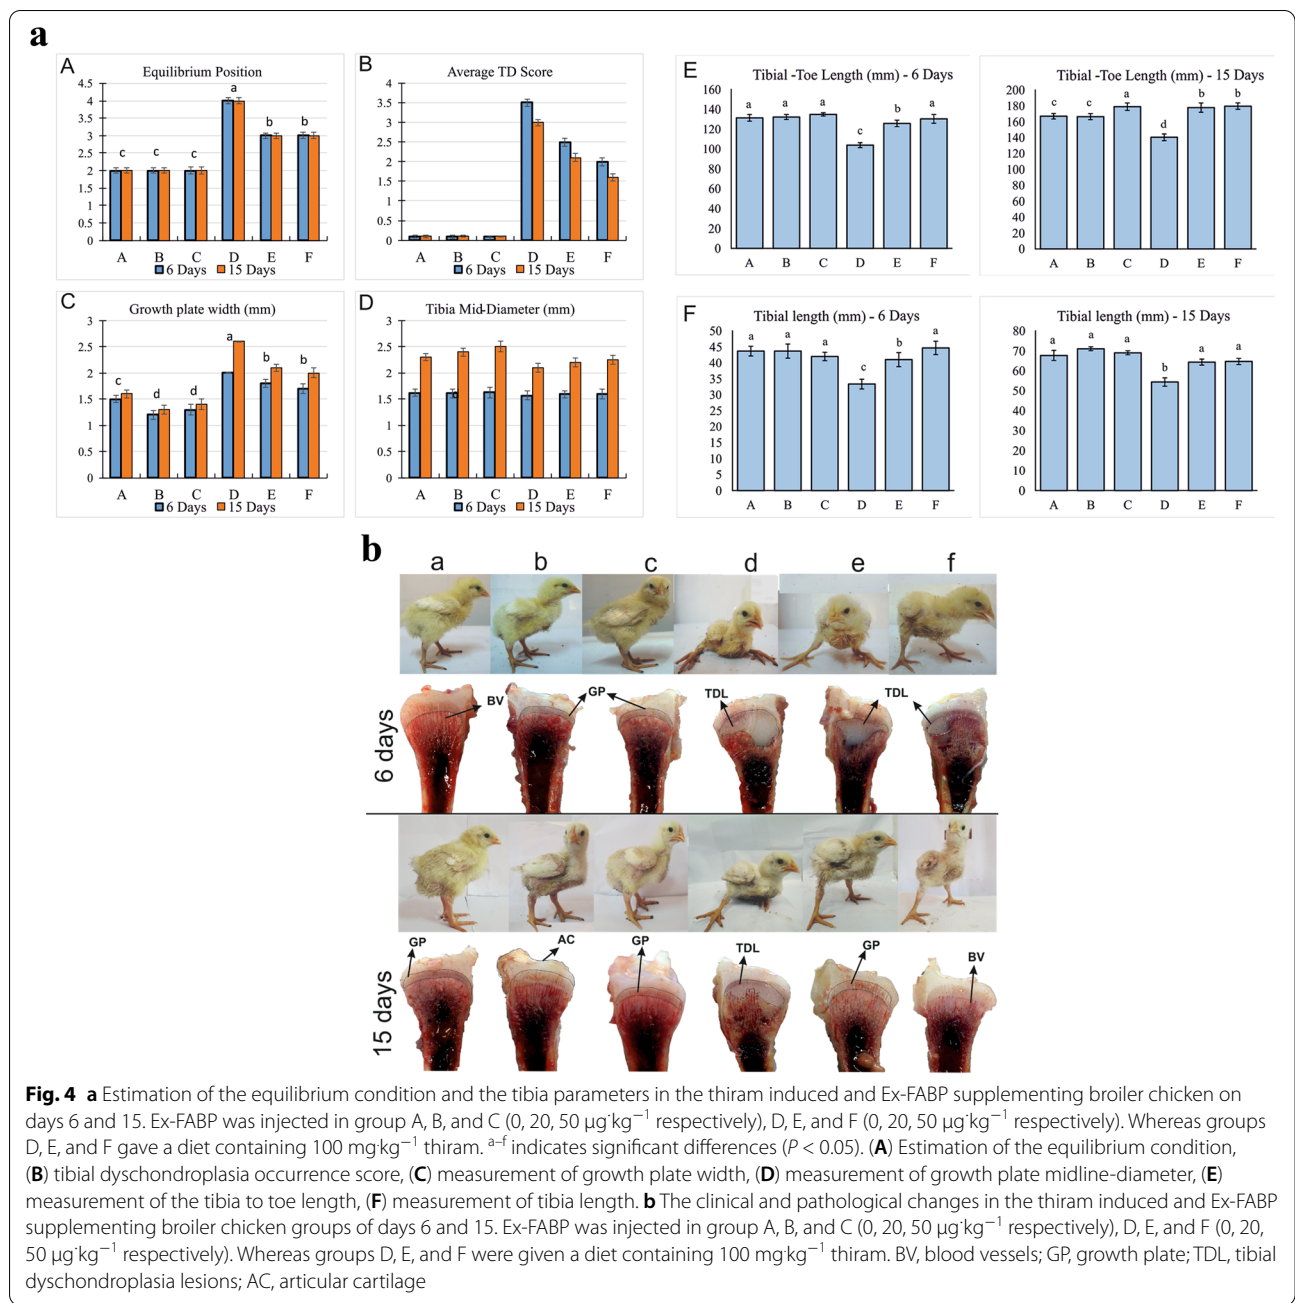 a
A
Equilibrium Position
4.5
4
3.5
3
2.5
2
1.5
1
0.5
0
c c c a b b
A B C D E F
6 Days 15 Days
B
Average TD Score
4
3.5
3
2.5
2
1.5
1
0.5
0
A B C D E F
6 Days 15 Days
E
Tibial -Toe Length (mm) - 6 Days
160
140
120
100
80
60
40
20
0
a a a c b a
A B C D E F
Tibial -Toe Length (mm) - 15 Days
200
180
160
140
120
100
80
60
40
20
0
c c a d b b
A B C D E F
C
Growth plate width (mm)
3
2.5
2
1.5
1
0.5
0
c d d a b b
A B C D E F
6 Days 15 Days
D
Tibia Mid-Diameter (mm)
3
2.5
2
1.5
1
0.5
0
A B C D E F
6 Days 15 Days
F
Tibial length (mm) - 6 Days
50
45
40
35
30
25
20
15
10
5
0
a a a c b a
A B C D E F
Tibial length (mm) - 15 Days
80
70
60
50
40
30
20
10
0
a a a b a a
A B C D E F
b
a b c d e f
6 days
BV GP TDL TDL
15 days
GP AC GP TDL GP BV
Fig. 4 a Estimation of the equilibrium condition and the tibia parameters in the thiram induced and Ex-FABP supplementing broiler chicken on
days 6 and 15. Ex-FABP was injected in group A, B, and C (0, 20, 50 μg·kg⁻¹ respectively), D, E, and F (0, 20, 50 μg·kg⁻¹ respectively). Whereas groups
D, E, and F gave a diet containing 100 mg·kg⁻¹ thiram. ᵃ⁻ᶠ indicates significant differences (P < 0.05). (A) Estimation of the equilibrium condition,
(B) tibial dyschondroplasia occurrence score, (C) measurement of growth plate width, (D) measurement of growth plate midline-diameter, (E)
measurement of the tibia to toe length, (F) measurement of tibia length. b The clinical and pathological changes in the thiram induced and Ex-FABP
supplementing broiler chicken groups of days 6 and 15. Ex-FABP was injected in group A, B, and C (0, 20, 50 μg·kg⁻¹ respectively), D, E, and F (0, 20,
50 μg·kg⁻¹ respectively). Whereas groups D, E, and F were given a diet containing 100 mg·kg⁻¹ thiram. BV, blood vessels; GP, growth plate; TDL, tibial
dyschondroplasia lesions; AC, articular cartilage